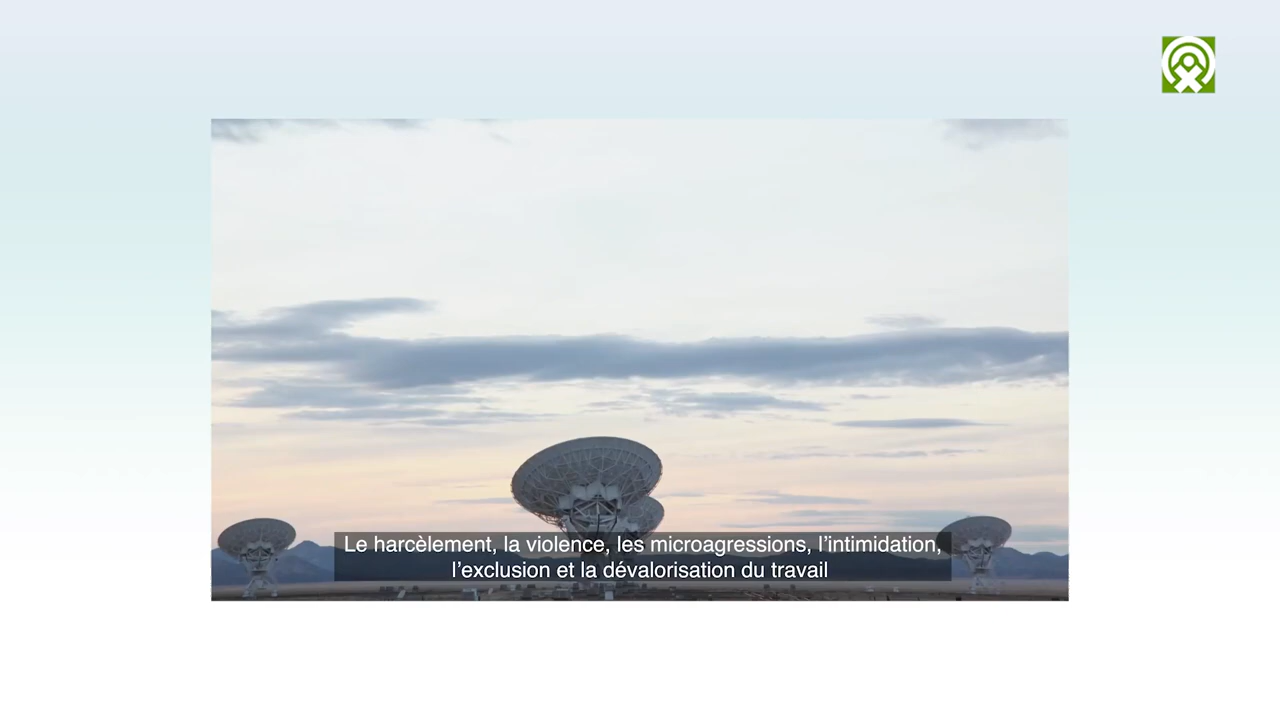 Le harcèlement, la violence, les microagressions, l’intimidation,
l’exclusion et la dévalorisation du travail